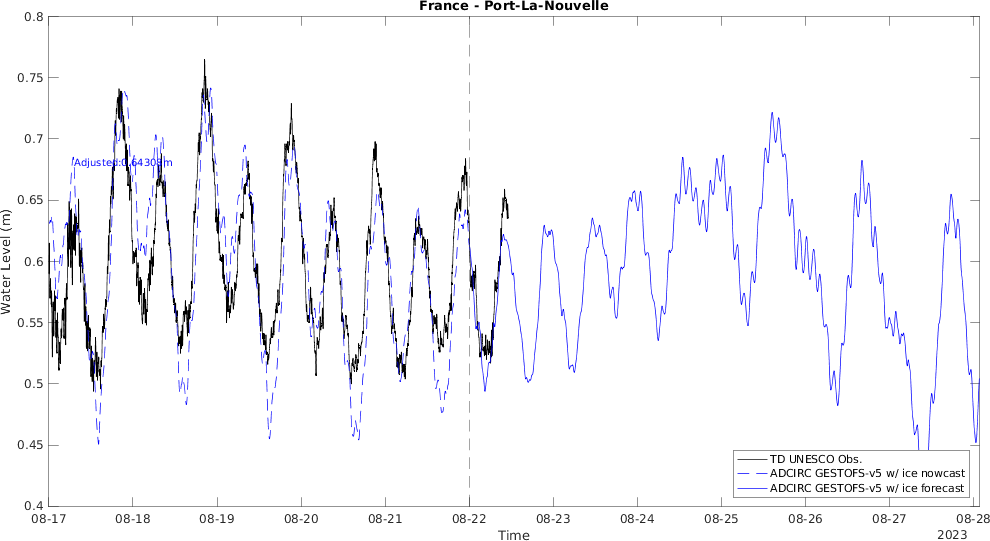 France - Port-La-Nouvelle
0.8
0.75
0.7
0.65
0.6
0.55
0.5
0.45
0.4
Water Level (m)
Adjusted:0.64308m
TD UNESCO Obs.
ADCIRC GESTOFS-v5 w/ ice nowcast
ADCIRC GESTOFS-v5 w/ ice forecast
08-17 08-18 08-19 08-20 08-21 08-22 08-23 08-24 08-25 08-26 08-27 08-28
Time
2023